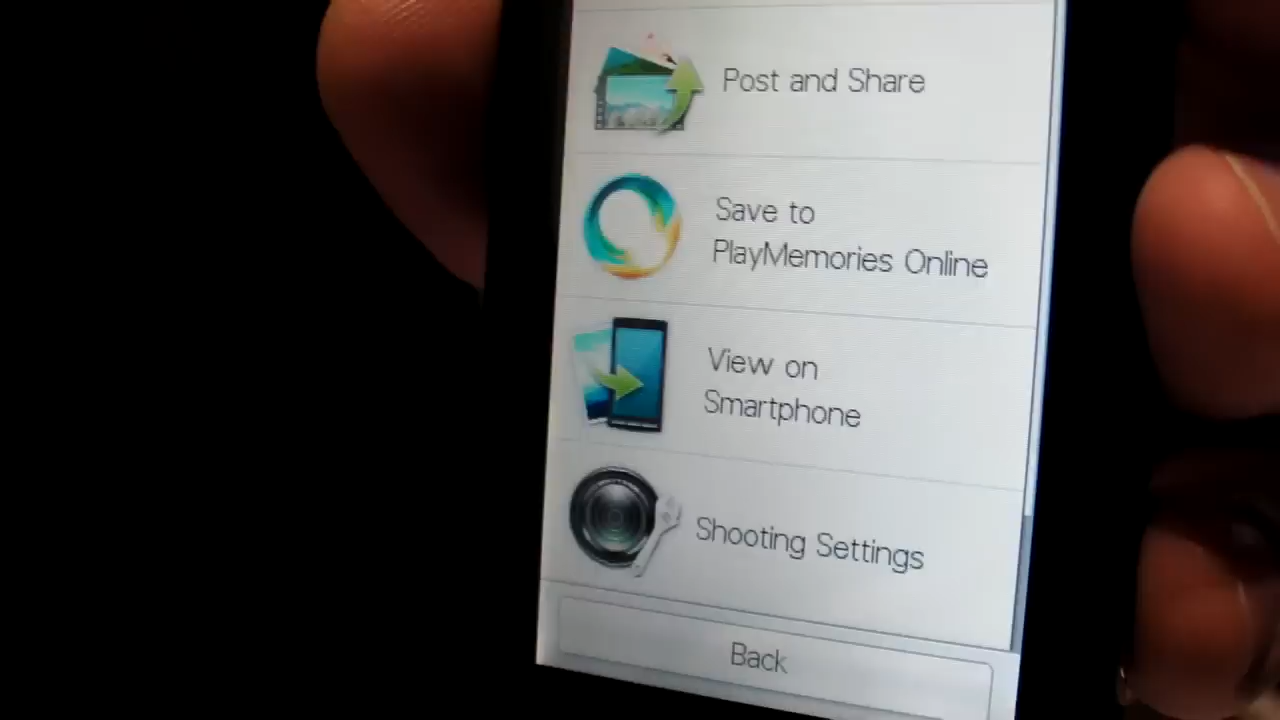 Post and Share
Save to
PlayMemories Online
View on
Smartphone
Shooting Settings
Back